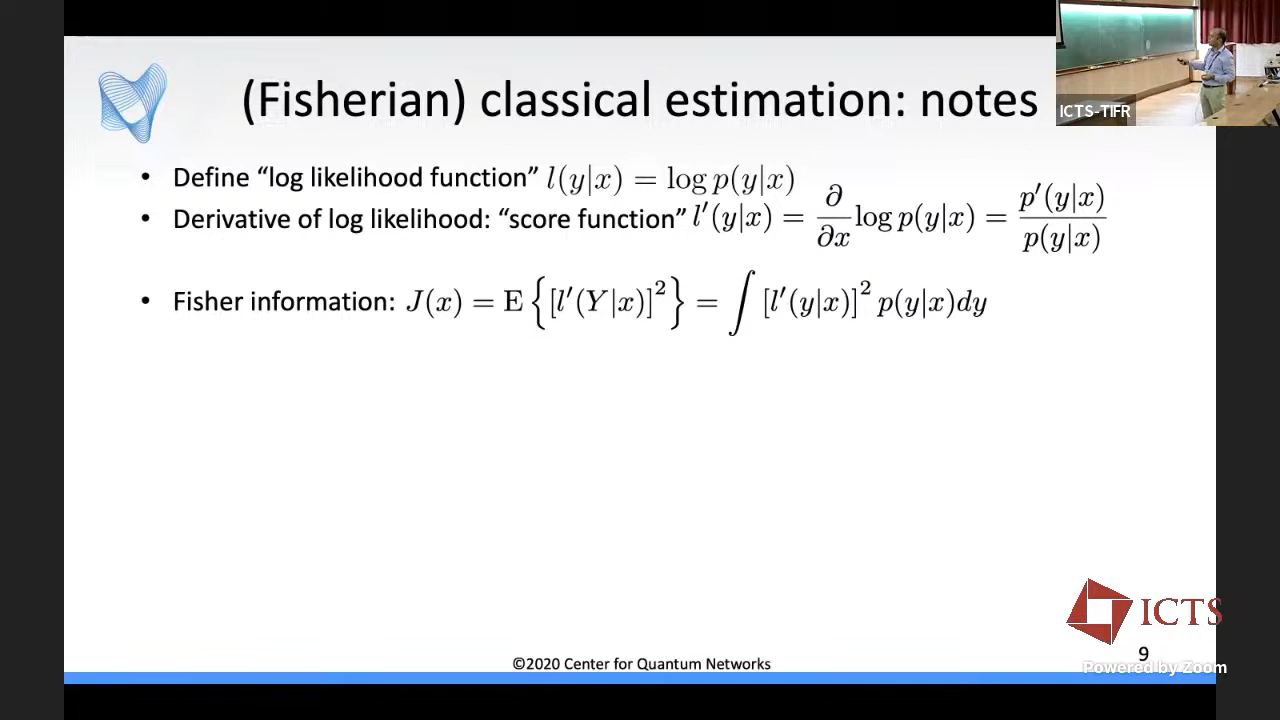 (Fisherian) classical estimation: notes
ICTS-TIFR
• Define “log likelihood function” l(y|x) = log p(y|x)
• Derivative of log likelihood: “score function” l′(y|x) = ∂/∂x log p(y|x) = p′(y|x)/p(y|x)
• Fisher information: J(x) = E{[l′(Y|x)]²} = ∫ [l′(y|x)]² p(y|x)dy
ICTS
9
©2020 Center for Quantum Networks
Powered by Zoom